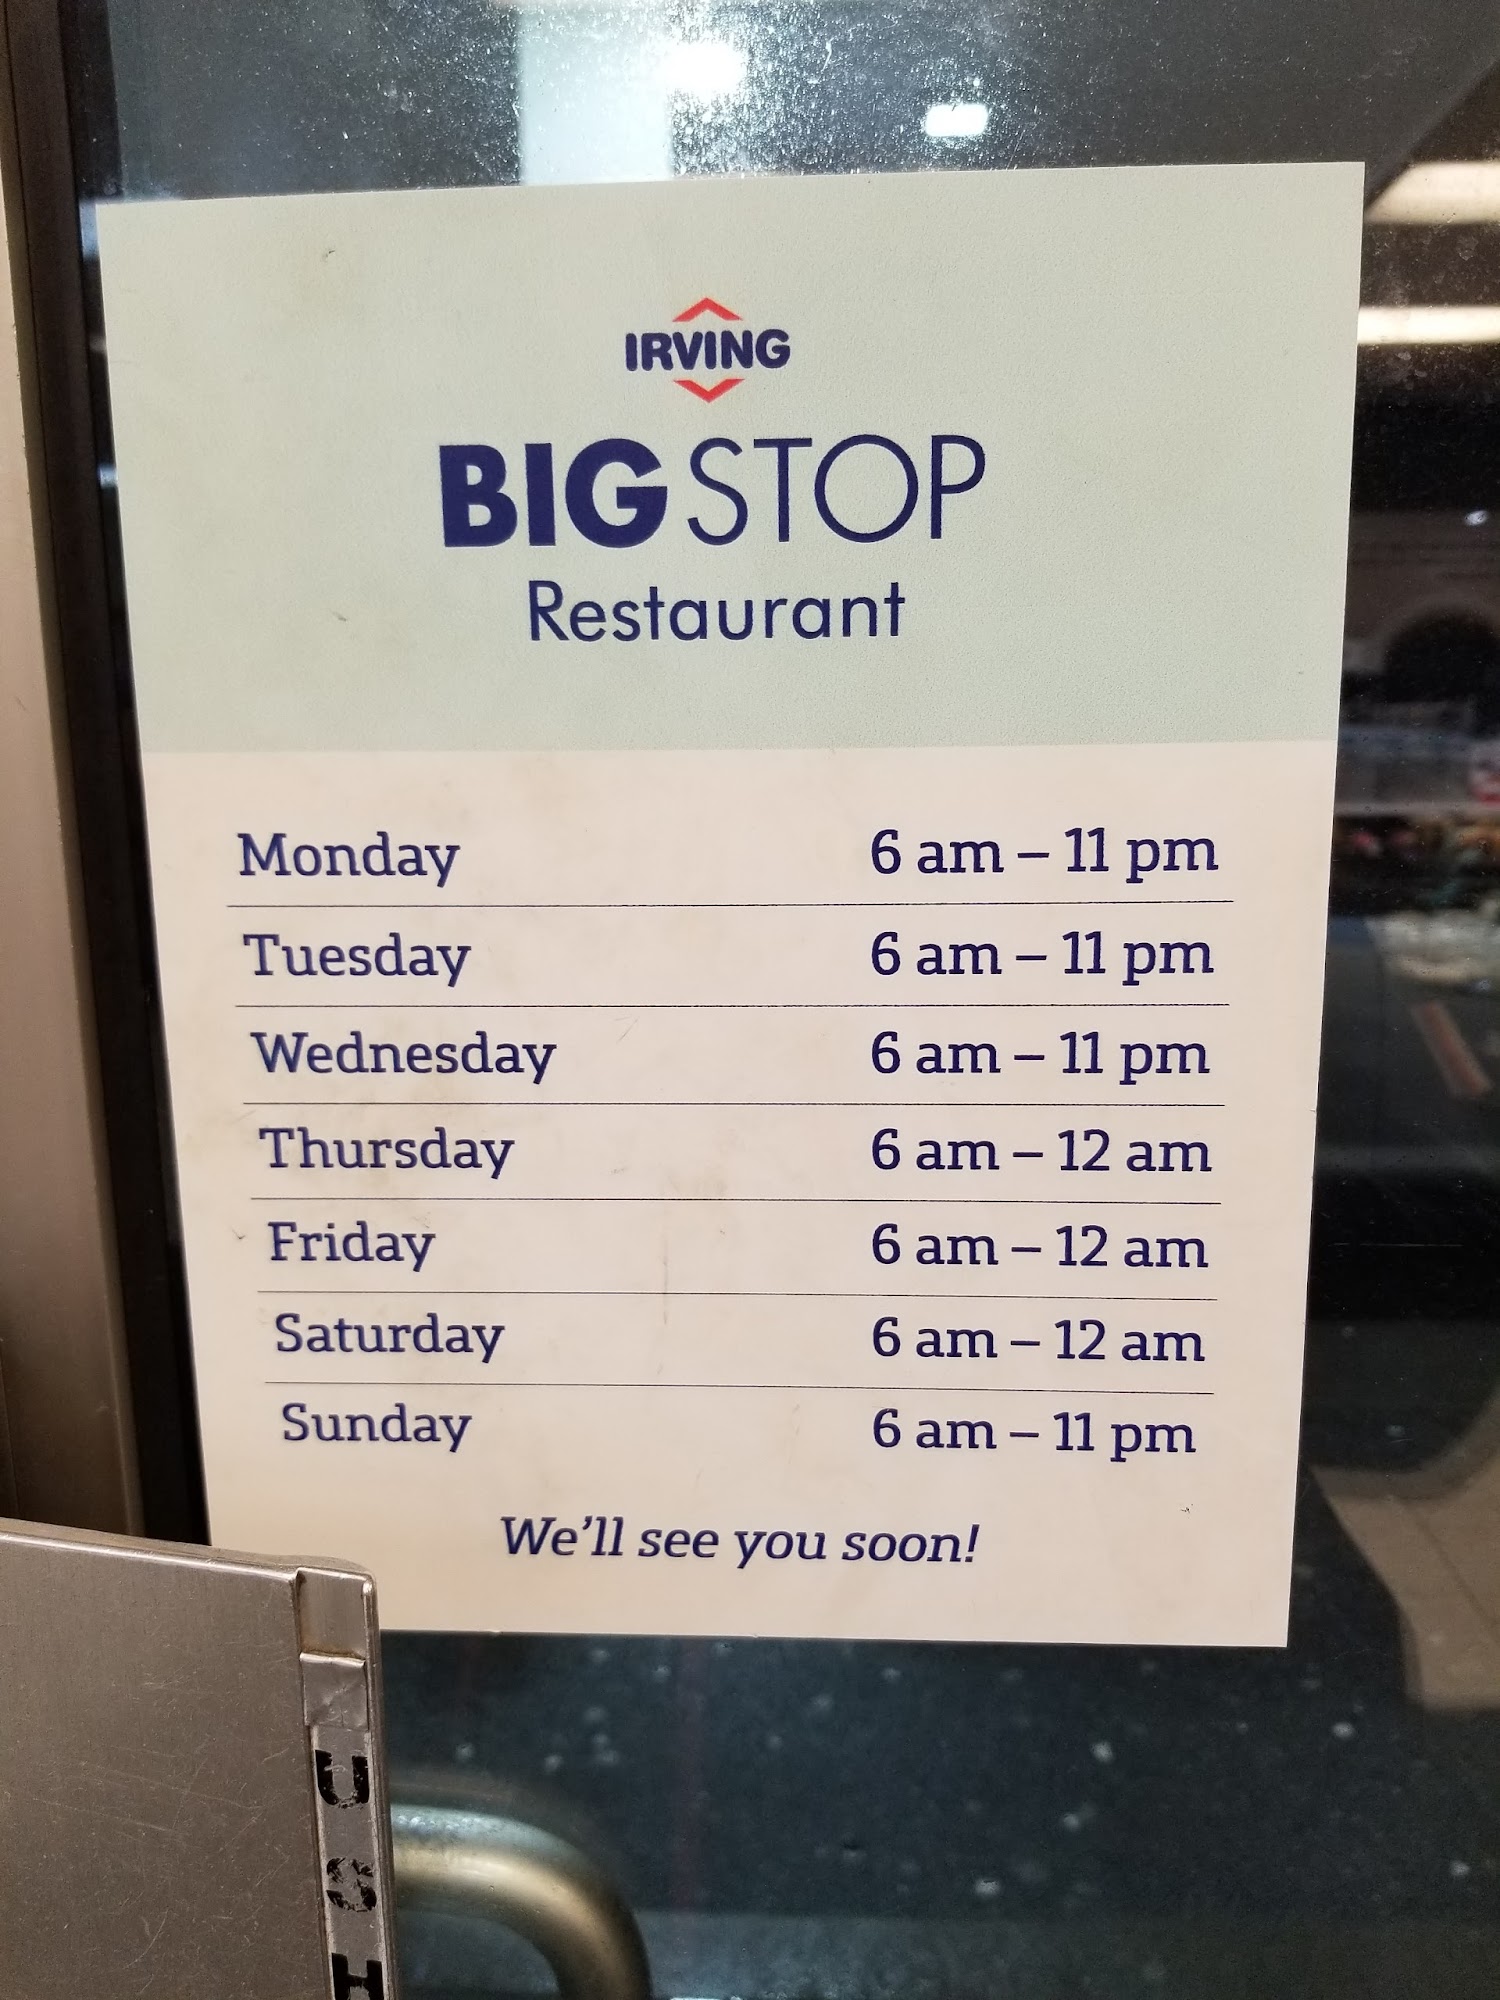 IRVING
BIG STOP
Restaurant
Monday 6 am – 11 pm
Tuesday 6 am – 11 pm
Wednesday 6 am – 11 pm
Thursday 6 am – 12 am
Friday 6 am – 12 am
Saturday 6 am – 12 am
Sunday 6 am – 11 pm
We'll see you soon!
U
S
H